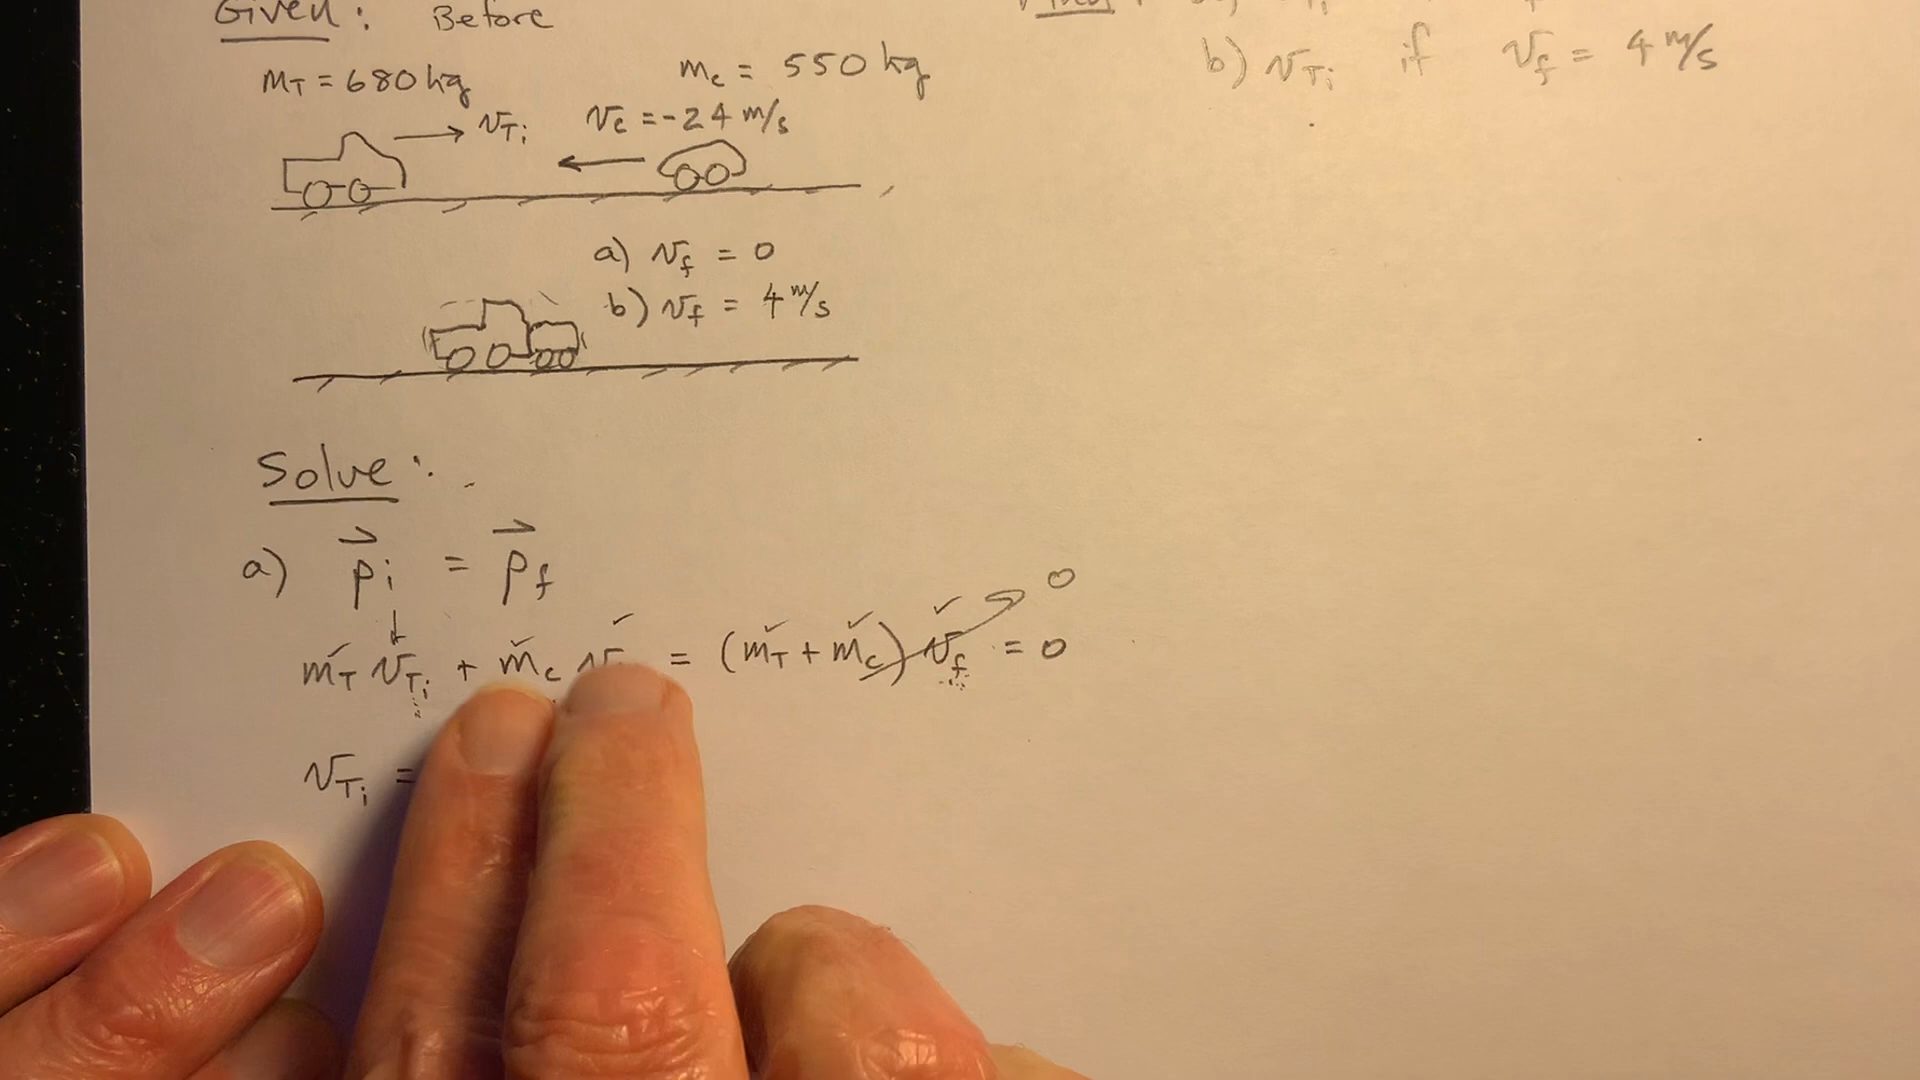 Given: Before
b) v_Ti if v_f = 4 m/s
m_T = 680 kg
m_c = 550 kg
v_Ti
v_c = -24 m/s
a) v_f = 0
b) v_f = 4 m/s
Solve:
a) p⃗_i = p⃗_f
m_T v_Ti + m_c v = (m_T + m_c) v_f = 0
0
v_Ti =